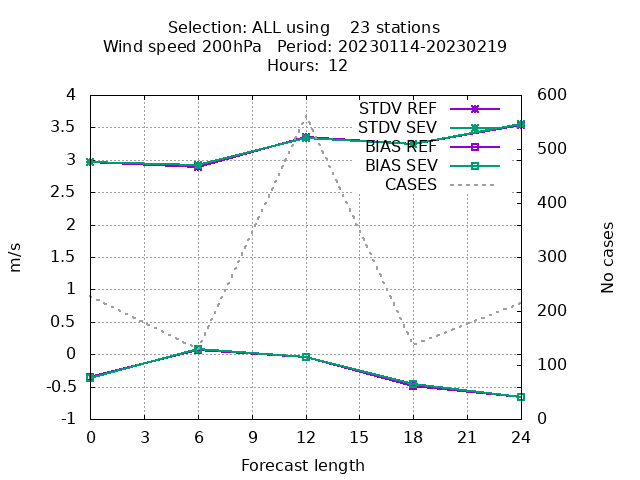 Selection: ALL using    23 stations
Wind speed 200hPa   Period: 20230114-20230219
Hours:  12
4
3.5
3
2.5
2
1.5
1
0.5
0
-0.5
-1
m/s
600
500
400
300
200
100
0
No cases
STDV REF
STDV SEV
BIAS REF
BIAS SEV
CASES
0 3 6 9 12 15 18 21 24
Forecast length